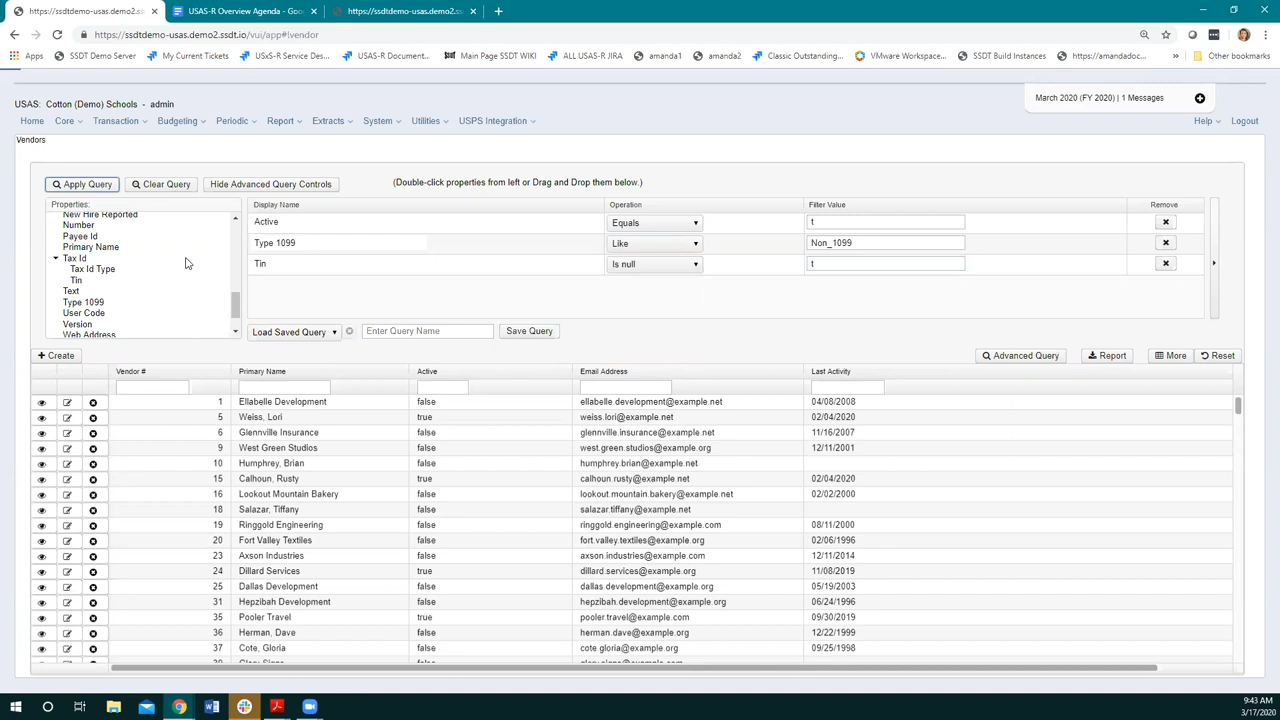 https://ssdtdemo-usas.demo2.ssdt.io/
USAS-R Overview Agenda - Goo
https://ssdtdemo-usas.demo2.ssdt
ssdtdemo-usas.demo2.ssdt.io/vui/app#!vendor
Apps
SSDT Demo Server
My Current Tickets
USxS-R Service Des...
USAS-R Document...
Main Page SSDT WIKI
ALL USAS-R JIRA
amanda1
amanda2
Classic Outstanding...
VMware Workspace...
SSDT Build Instances
https://amandadoc...
Other bookmarks
USAS: Cotton (Demo) Schools - admin
March 2020 (FY 2020) | 1 Messages
Home Core Transaction Budgeting Periodic Report Extracts System Utilities USPS Integration Help Logout
Vendors
Apply Query Clear Query Hide Advanced Query Controls (Double-click properties from left or Drag and Drop them below.)
Properties:
New Hire Reported
Number
Payee Id
Primary Name
Tax Id
Tax Id Type
Tin
Text
Type 1099
User Code
Version
Web Address
Display Name Operation Filter Value Remove
Active Equals t
Type 1099 Like Non_1099
Tin Is null t
Load Saved Query Enter Query Name Save Query
Create Advanced Query Report More Reset
Vendor # Primary Name Active Email Address Last Activity
1 Ellabelle Development false ellabelle.development@example.net 04/08/2008
5 Weiss, Lori true weiss.lori@example.net 02/04/2020
6 Glennville Insurance false glennville.insurance@example.net 11/16/2007
9 West Green Studios false west.green.studios@example.org 12/11/2001
10 Humphrey, Brian false humphrey.brian@example.net
15 Calhoun, Rusty true calhoun.rusty@example.net 02/04/2020
16 Lookout Mountain Bakery false lookout.mountain.bakery@example.net 02/02/2000
18 Salazar, Tiffany false salazar.tiffany@example.net
19 Ringgold Engineering false ringgold.engineering@example.com 08/11/2000
20 Fort Valley Textiles false fort.valley.textiles@example.org 02/06/1996
23 Axson Industries false axson.industries@example.com 12/11/2014
24 Dillard Services true dillard.services@example.org 11/08/2019
25 Dallas Development false dallas.development@example.org 05/19/2003
31 Hepzibah Development false hepzibah.development@example.org 06/24/1996
35 Pooler Travel true pooler.travel@example.com 09/30/2019
36 Herman, Dave false herman.dave@example.org 12/22/1999
37 Cote, Gloria false cote.gloria@example.org 09/25/1998
9:43 AM
3/17/2020